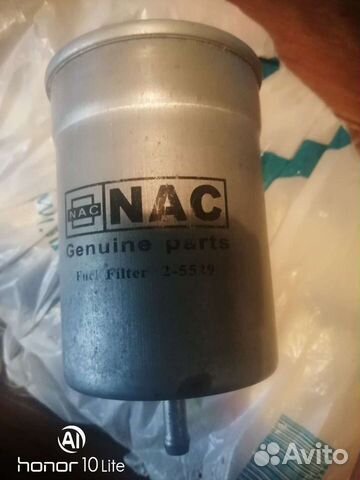 NAC
NAC
Genuine parts
Fuel Filter 2-5529
AI
honor 10 Lite
Avito